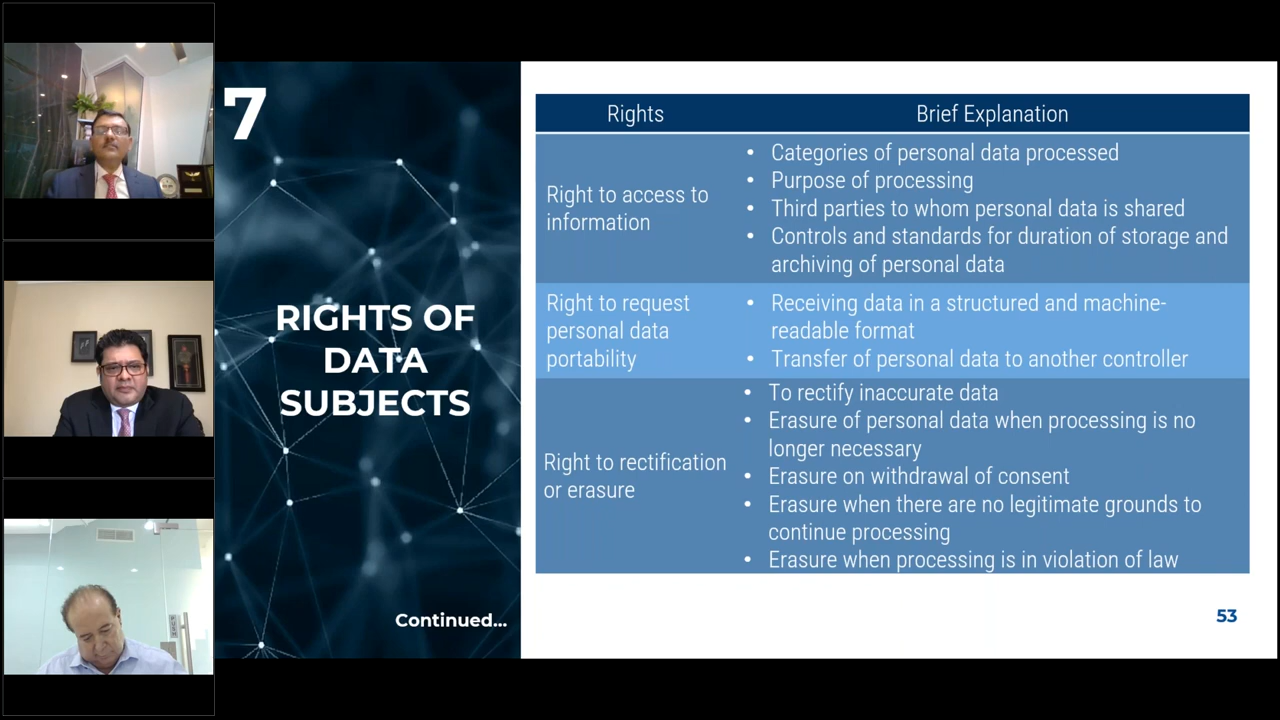 7
RIGHTS OF
DATA
SUBJECTS
Continued...
Rights
Brief Explanation
Right to access to
information
• Categories of personal data processed
• Purpose of processing
• Third parties to whom personal data is shared
• Controls and standards for duration of storage and
archiving of personal data
Right to request
personal data
portability
• Receiving data in a structured and machine-
readable format
• Transfer of personal data to another controller
Right to rectification
or erasure
• To rectify inaccurate data
• Erasure of personal data when processing is no
longer necessary
• Erasure on withdrawal of consent
• Erasure when there are no legitimate grounds to
continue processing
• Erasure when processing is in violation of law
53